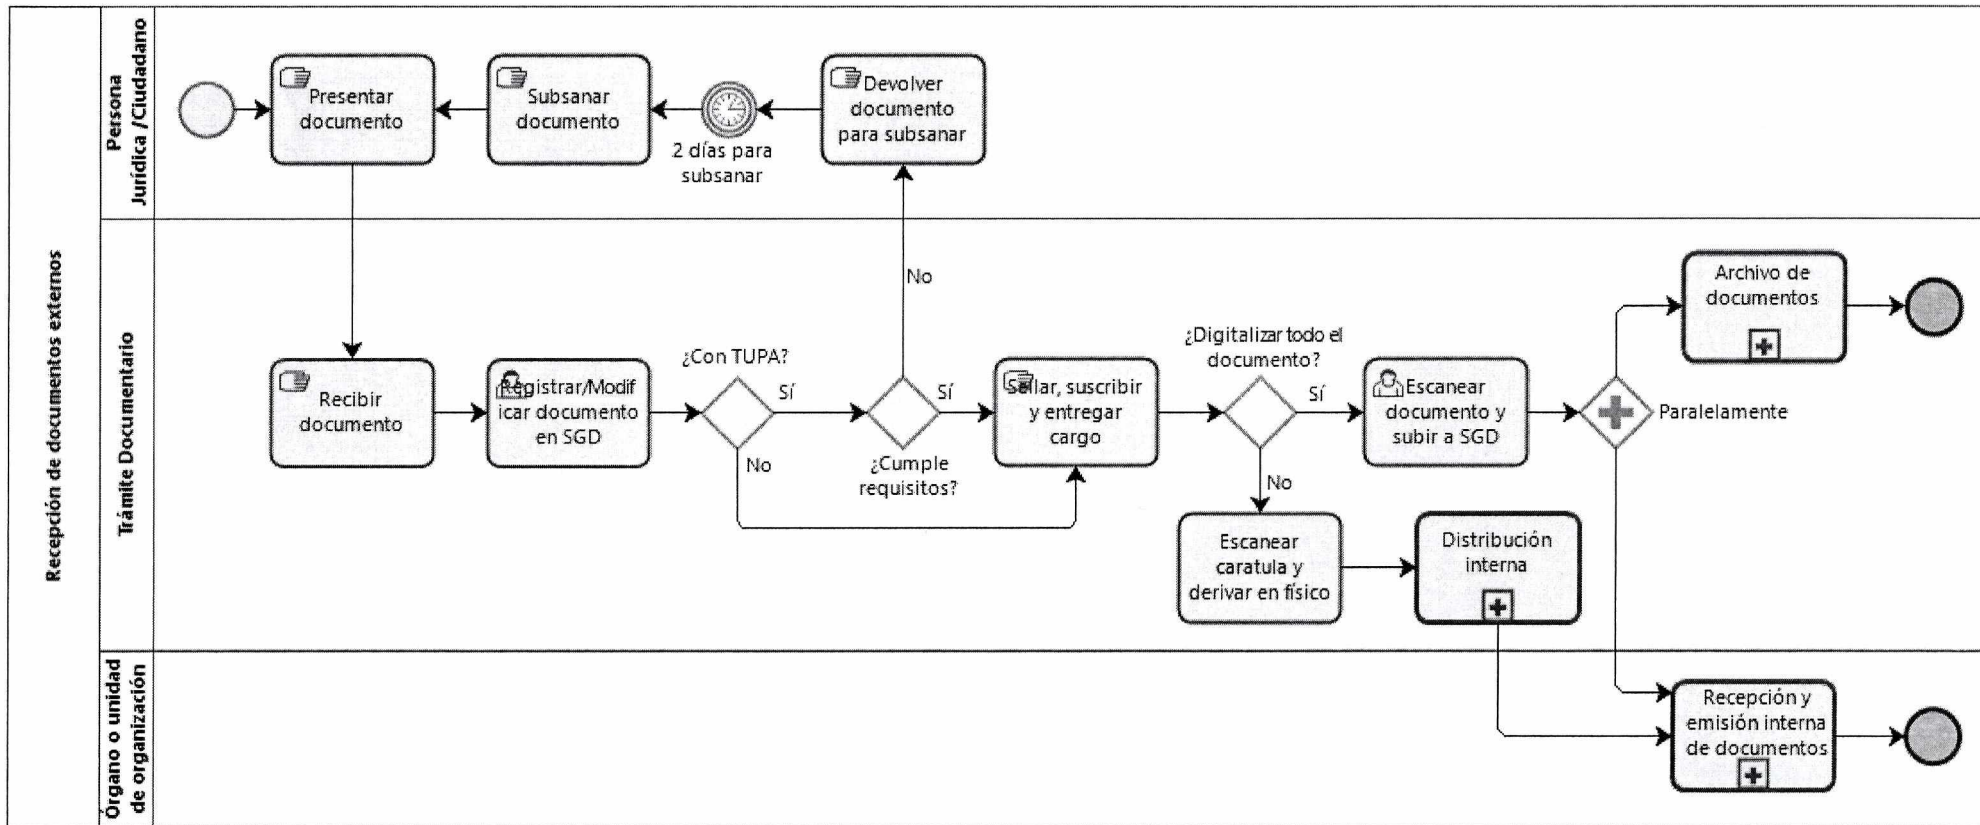 Recepción de documentos externos
Persona
Jurídica /Ciudadano
Presentar
documento
Subsanar
documento
2 días para
subsanar
Devolver
documento
para subsanar
Trámite Documentario
Recibir
documento
Registrar/Modif
icar documento
en SGD
¿Con TUPA?
Sí
No
No
Sí
¿Cumple
requisitos?
Sellar, suscribir
y entregar
cargo
¿Digitalizar todo el
documento?
Sí
No
Escanear
documento y
subir a SGD
Paralelamente
Archivo de
documentos
Escanear
caratula y
derivar en físico
Distribución
interna
Órgano o unidad
de organización
Recepción y
emisión interna
de documentos